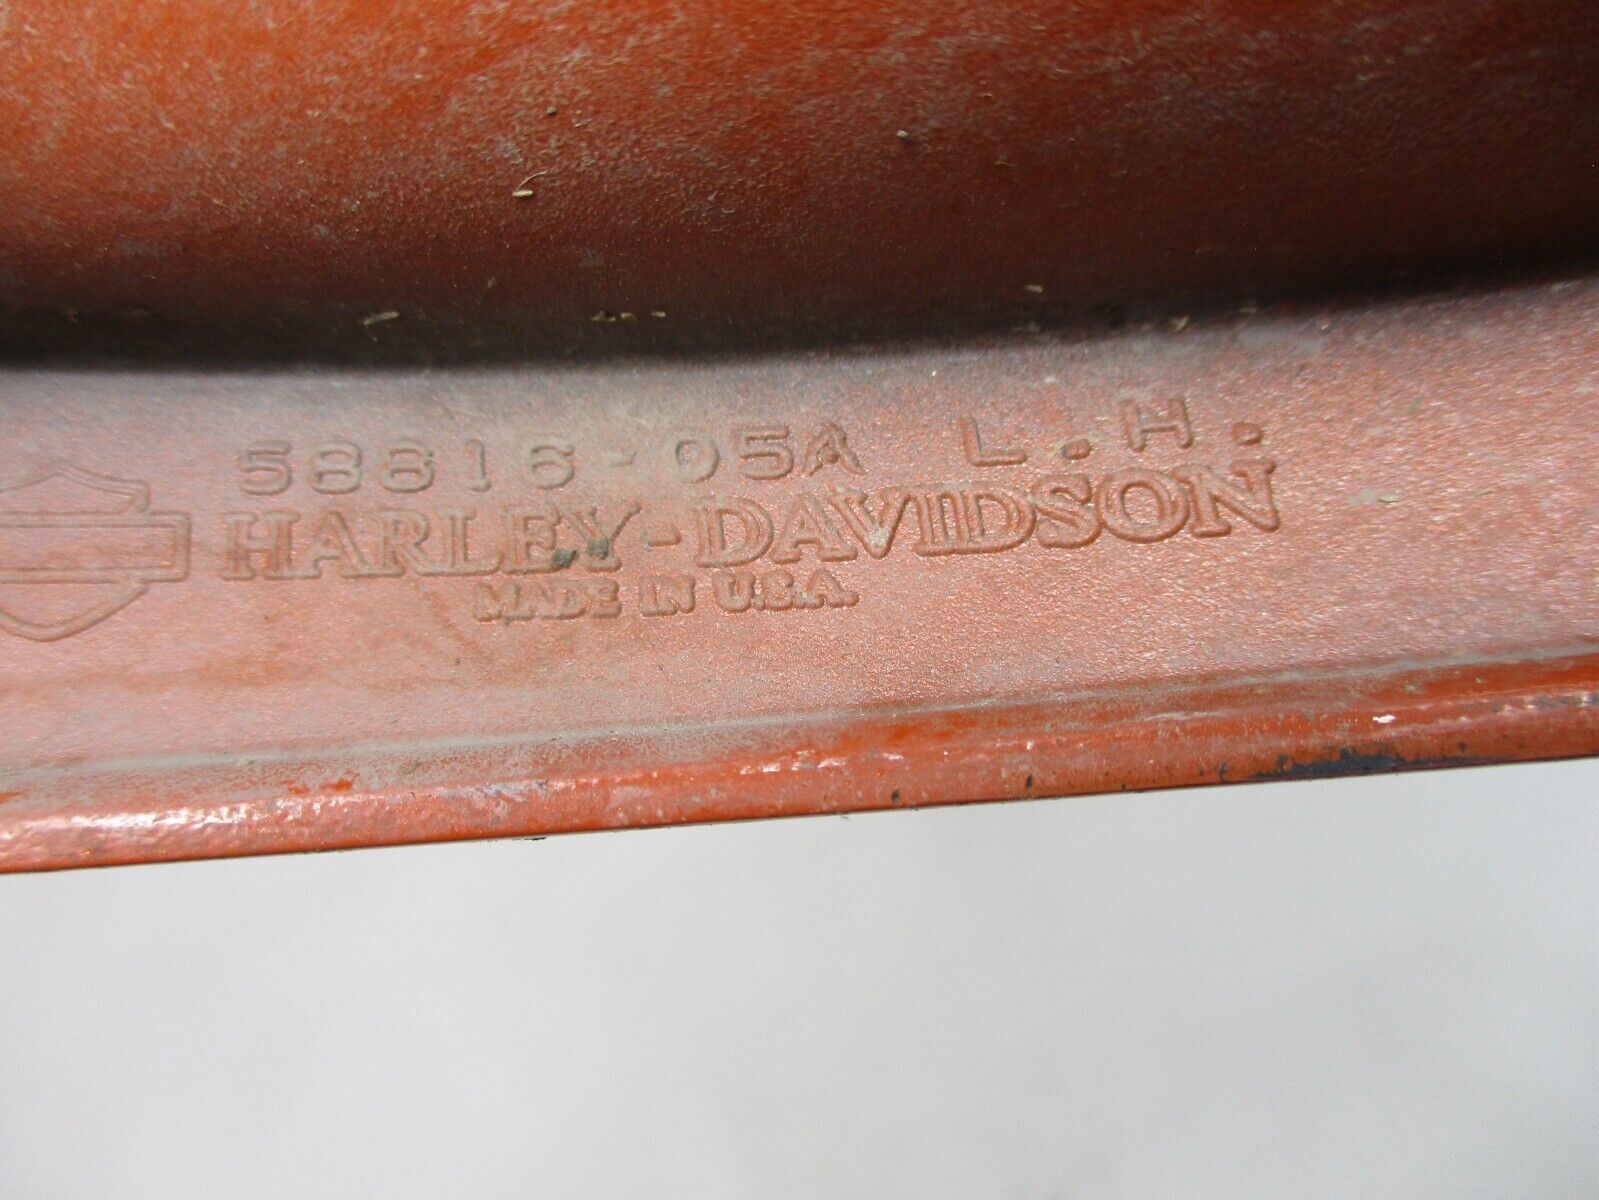 58816-05A L.H.
HARLEY-DAVIDSON
MADE IN U.S.A.